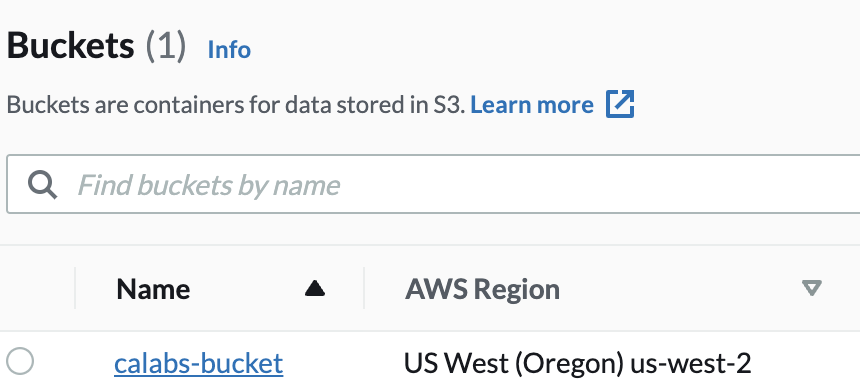 Buckets (1) Info
Buckets are containers for data stored in S3. Learn more
Find buckets by name
Name AWS Region
calabs-bucket US West (Oregon) us-west-2